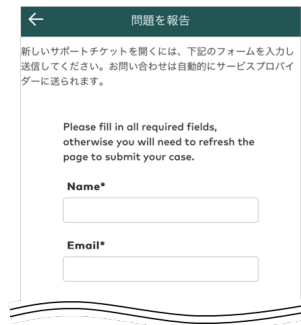 問題を報告
新しいサポートチケットを開くには、下記のフォームを入力し
送信してください。お問い合わせは自動的にサービスプロバイ
ダーに送られます。
Please fill in all required fields,
otherwise you will need to refresh the
page to submit your case.
Name*
Email*